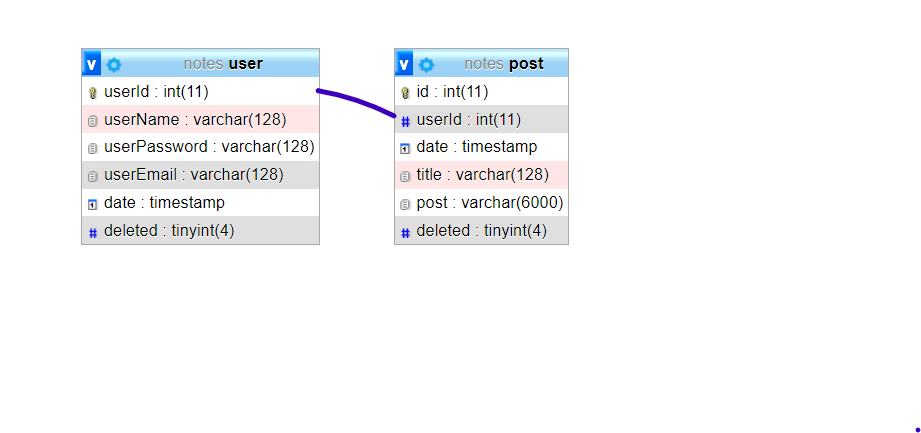 v notes user
userId : int(11)
userName : varchar(128)
userPassword : varchar(128)
userEmail : varchar(128)
date : timestamp
# deleted : tinyint(4)
v notes post
id : int(11)
# userId : int(11)
date : timestamp
title : varchar(128)
post : varchar(6000)
# deleted : tinyint(4)